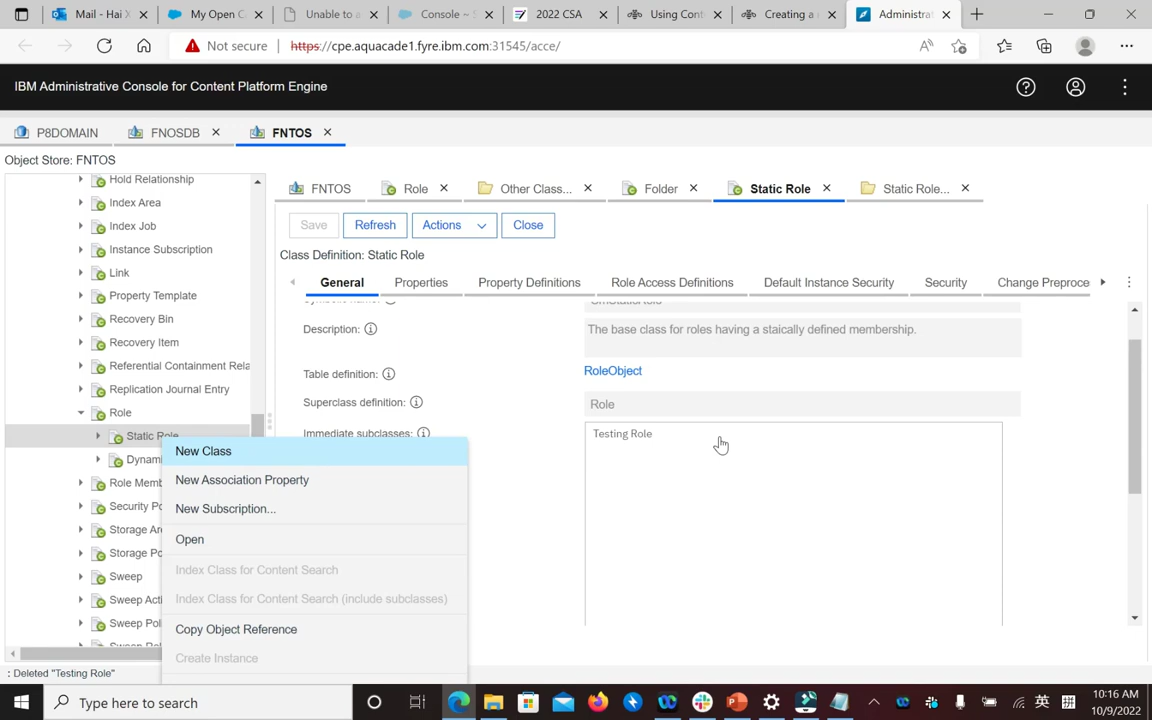 Mail - Hai X
My Open C
Unable to a
Console ~ S
2022 CSA
Using Cont
Creating a r
Administrat
Not secure
https://cpe.aquacade1.fyre.ibm.com:31545/acce/
IBM Administrative Console for Content Platform Engine
P8DOMAIN
FNOSDB
FNTOS
Object Store: FNTOS
Hold Relationship
Index Area
Index Job
Instance Subscription
Link
Property Template
Recovery Bin
Recovery Item
Referential Containment Rela
Replication Journal Entry
Role
Static Role
Dynami
Role Memb
Security Po
Storage Are
Storage Po
Sweep
Sweep Acti
Sweep Poli
FNTOS
Role
Other Class...
Folder
Static Role
Static Role...
Save
Refresh
Actions
Close
Class Definition: Static Role
General
Properties
Property Definitions
Role Access Definitions
Default Instance Security
Security
Change Preproce
Description:
The base class for roles having a staically defined membership.
Table definition:
RoleObject
Superclass definition:
Role
Immediate subclasses:
Testing Role
New Class
New Association Property
New Subscription...
Open
Index Class for Content Search
Index Class for Content Search (include subclasses)
Copy Object Reference
Create Instance
: Deleted "Testing Role"
Type here to search
英
拼
10:16 AM
10/9/2022